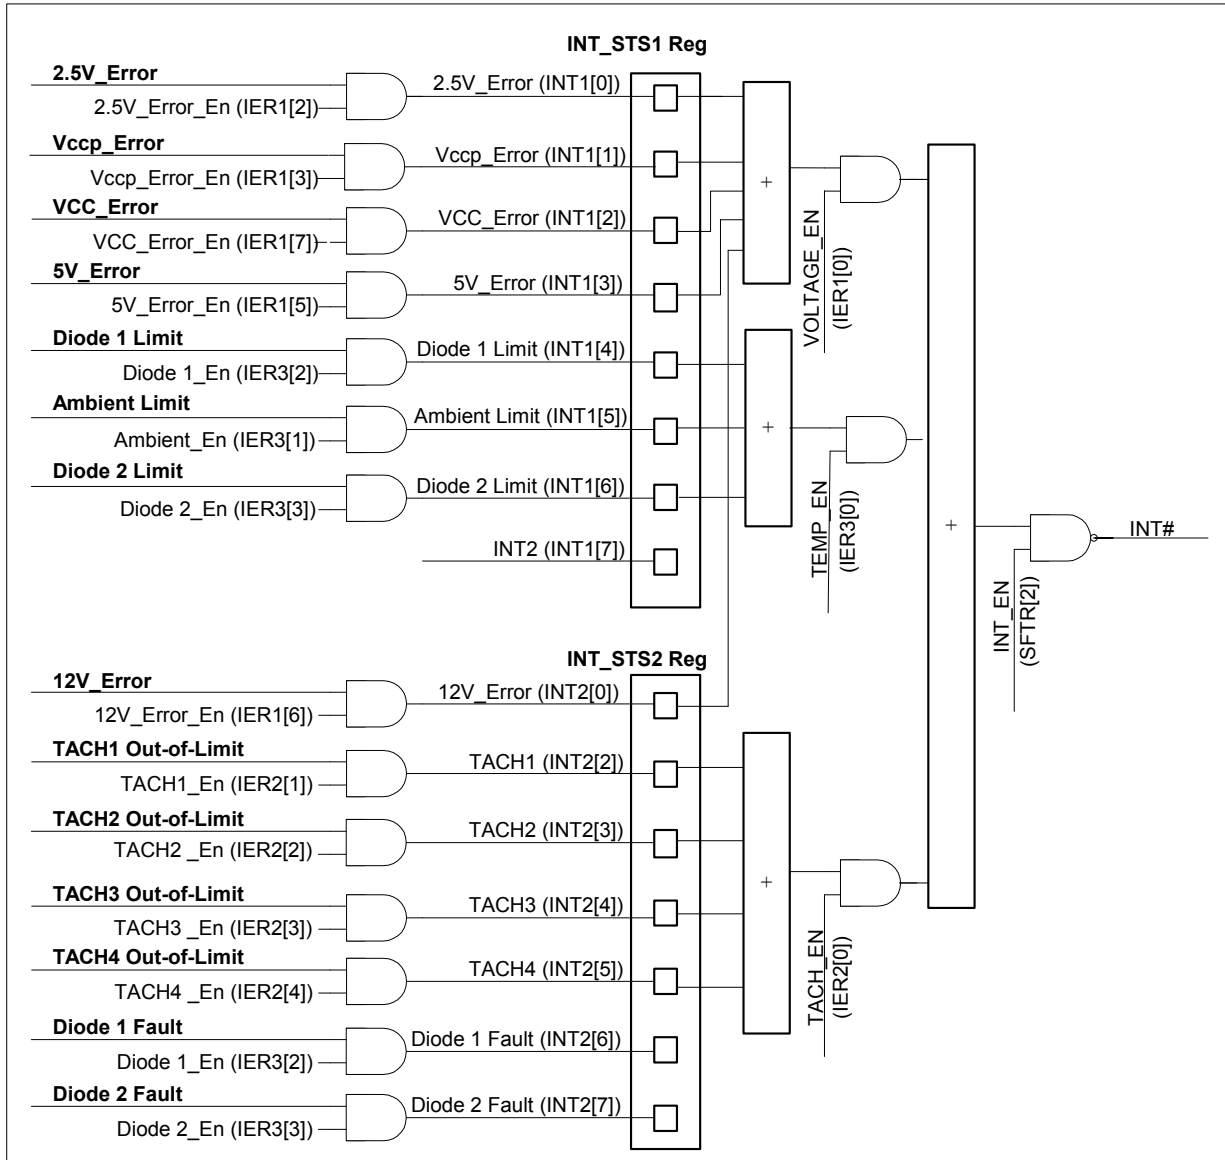 INT_STS1 Reg
2.5V_Error
2.5V_Error_En (IER1[2])
2.5V_Error (INT1[0])
Vccp_Error
Vccp_Error_En (IER1[3])
Vccp_Error (INT1[1])
VCC_Error
VCC_Error_En (IER1[7])
VCC_Error (INT1[2])
5V_Error
5V_Error_En (IER1[5])
5V_Error (INT1[3])
Diode 1 Limit
Diode 1_En (IER3[2])
Diode 1 Limit (INT1[4])
Ambient Limit
Ambient_En (IER3[1])
Ambient Limit (INT1[5])
Diode 2 Limit
Diode 2_En (IER3[3])
Diode 2 Limit (INT1[6])
INT2 (INT1[7])
+
VOLTAGE_EN
(IER1[0])
+
TEMP_EN
(IER3[0])
+
INT_EN
(SFTR[2])
INT#
INT_STS2 Reg
12V_Error
12V_Error_En (IER1[6])
12V_Error (INT2[0])
TACH1 Out-of-Limit
TACH1_En (IER2[1])
TACH1 (INT2[2])
TACH2 Out-of-Limit
TACH2 _En (IER2[2])
TACH2 (INT2[3])
TACH3 Out-of-Limit
TACH3 _En (IER2[3])
TACH3 (INT2[4])
TACH4 Out-of-Limit
TACH4 _En (IER2[4])
TACH4 (INT2[5])
Diode 1 Fault
Diode 1_En (IER3[2])
Diode 1 Fault (INT2[6])
Diode 2 Fault
Diode 2_En (IER3[3])
Diode 2 Fault (INT2[7])
+
TACH_EN
(IER2[0])